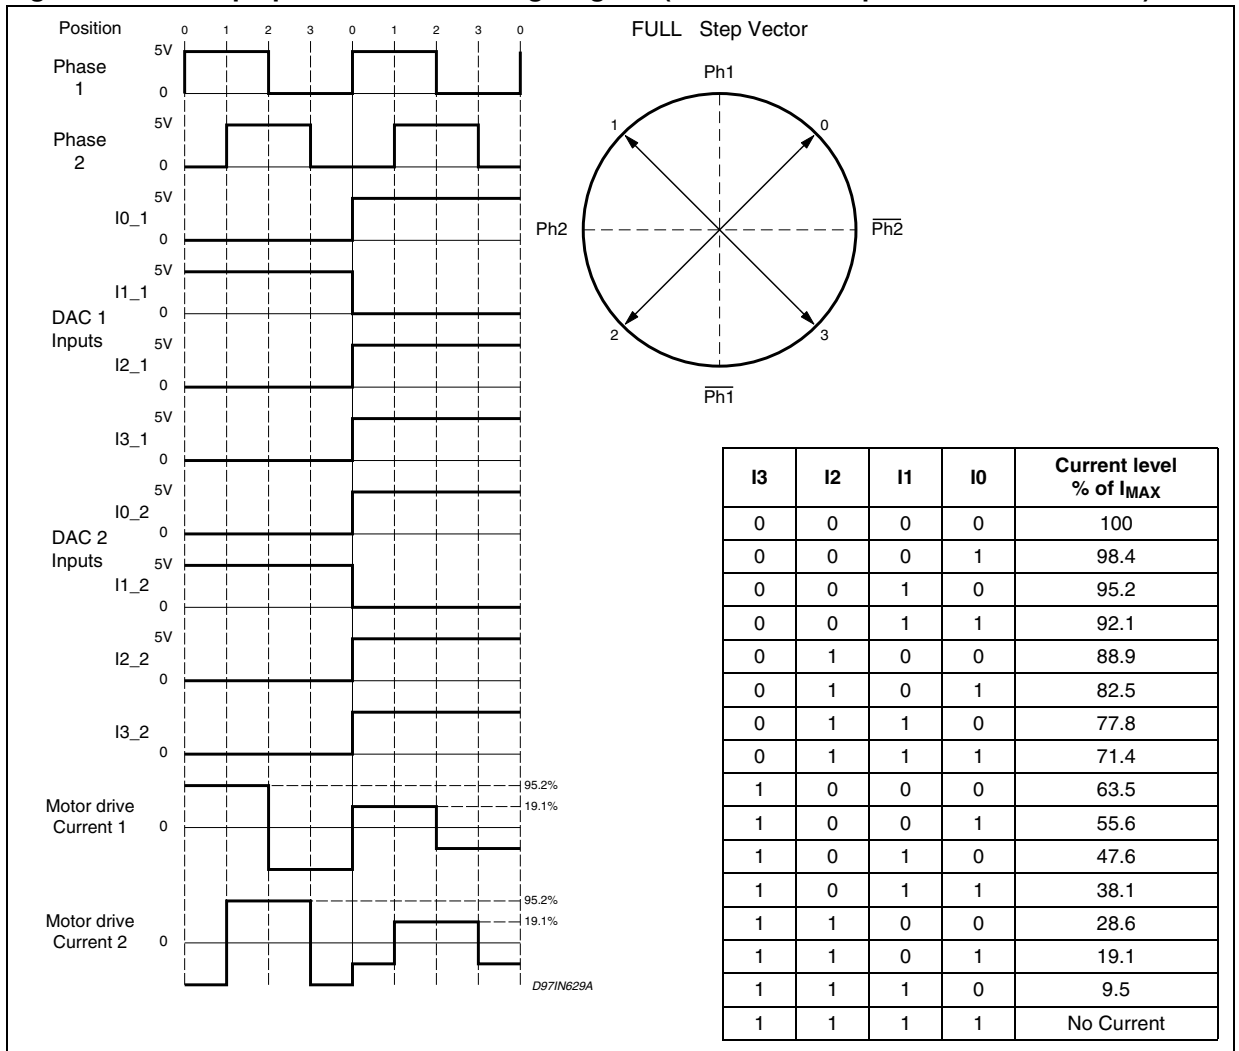 Position 0 1 2 3 0 1 2 3 0
Phase
1
5V
0
Phase
2
5V
0
I0_1
5V
0
DAC 1
Inputs
I1_1
5V
0
I2_1
5V
0
I3_1
5V
0
DAC 2
Inputs
I0_2
5V
0
I1_2
5V
0
I2_2
5V
0
I3_2
0
Motor drive
Current 1
0
95.2%
19.1%
Motor drive
Current 2
0
95.2%
19.1%
D97IN629A
FULL Step Vector
Ph1
1 0
Ph2 P̅h̅2̅
2 3
P̅h̅1̅
I3 I2 I1 I0 Current level
% of IMAX
0 0 0 0 100
0 0 0 1 98.4
0 0 1 0 95.2
0 0 1 1 92.1
0 1 0 0 88.9
0 1 0 1 82.5
0 1 1 0 77.8
0 1 1 1 71.4
1 0 0 0 63.5
1 0 0 1 55.6
1 0 1 0 47.6
1 0 1 1 38.1
1 1 0 0 28.6
1 1 0 1 19.1
1 1 1 0 9.5
1 1 1 1 No Current